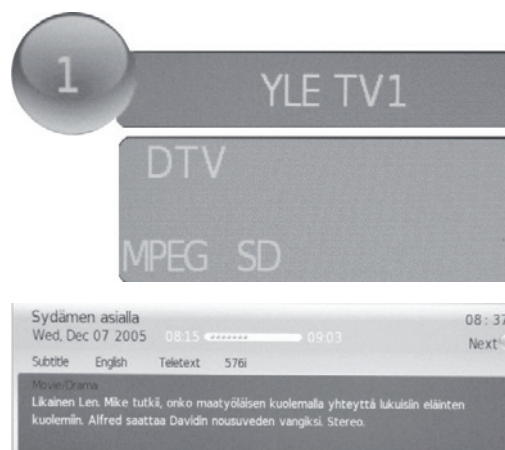 1
YLE TV1
DTV
MPEG SD
Sydämen asialla
08:37
Wed, Dec 07 2005 08:15 09:03
Next
Subtitle English Teletext 576i
Movie/Drama
Likainen Len. Mike tutkii, onko maatyöläisen kuolemalla yhteyttä lukuisiin eläinten
kuolemiin. Alfred saattaa Davidin nousuveden vangiksi. Stereo.